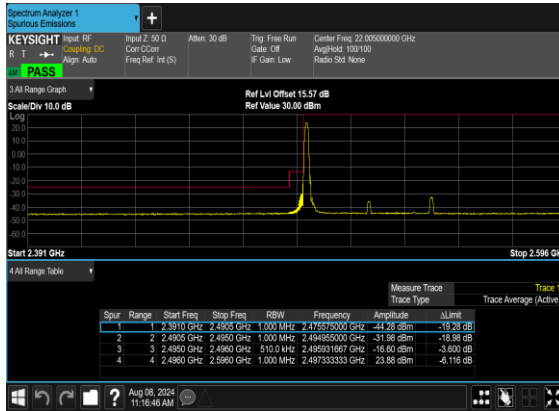 Spectrum Analyzer 1
Spurious Emissions
KEYSIGHT Input: RF Input Z: 50 Ω Atten: 30 dB Trig: Free Run Center Freq: 22.005000000 GHz
R T Coupling: DC Corr CCorr Gate: Off Avg|Hold: 100/100
Align: Auto Freq Ref: Int (S) IF Gain: Low Radio Std: None
PASS
3 All Range Graph
Ref Lvl Offset 15.57 dB
Scale/Div 10.0 dB Ref Value 30.00 dBm
Log
20.0
10.0
0.00
-10.0
-20.0
-30.0
-40.0
-50.0
-60.0
Start 2.391 GHz Stop 2.596 GH
4 All Range Table
Measure Trace Trace 1
Trace Type Trace Average (Active
Spur Range Start Freq Stop Freq RBW Frequency Amplitude ΔLimit
1 1 2.3910 GHz 2.4905 GHz 1.000 MHz 2.475575000 GHz -44.28 dBm -19.28 dB
2 2 2.4905 GHz 2.4950 GHz 1.000 MHz 2.494955000 GHz -31.98 dBm -18.98 dB
3 3 2.4950 GHz 2.4960 GHz 510.0 kHz 2.495931667 GHz -16.60 dBm -3.600 dB
4 4 2.4960 GHz 2.5960 GHz 1.000 MHz 2.497333333 GHz 23.88 dBm -6.116 dB
Aug 08, 2024
11:16:46 AM